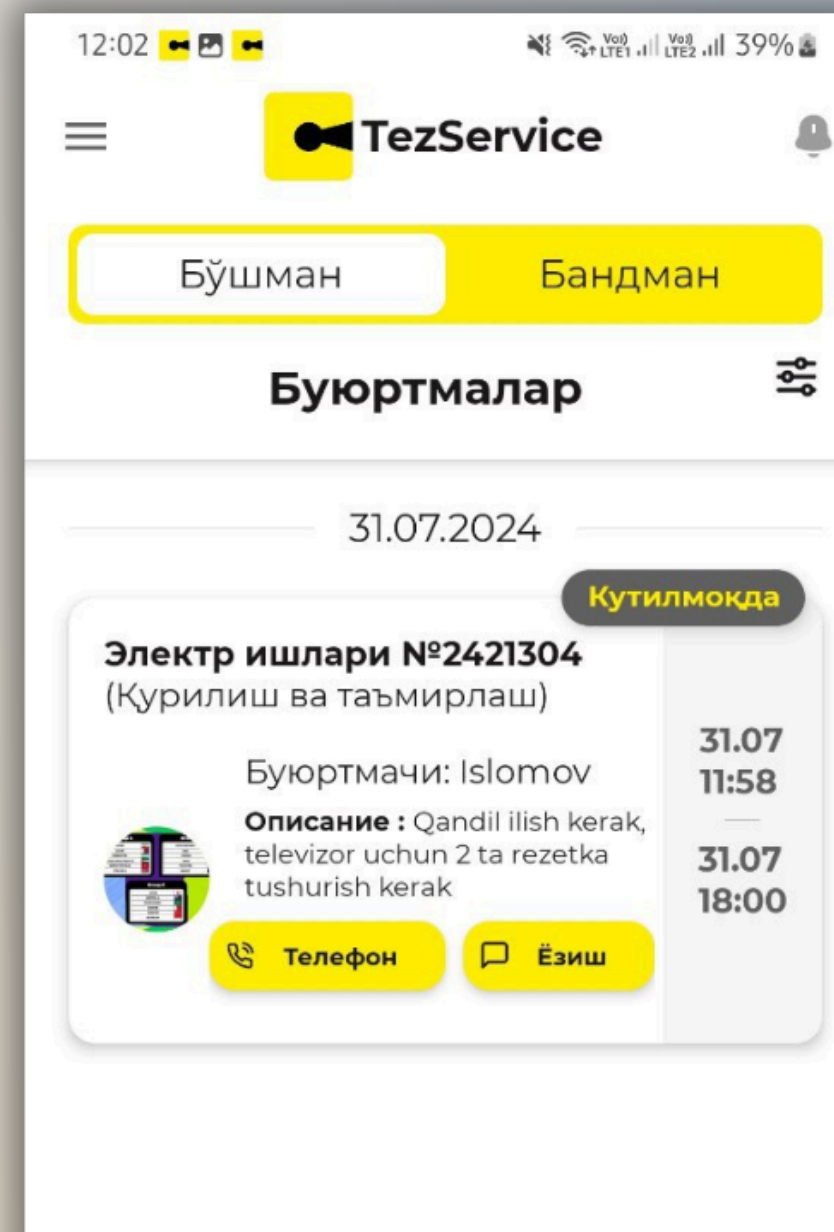 12:02 39%
TezService
Бўшман Бандман
Буюртмалар
31.07.2024
Кутилмоқда
Электр ишлари №2421304
(Қурилиш ва таъмирлаш)
Буюртмачи: Islomov
Описание : Qandil ilish kerak,
televizor uchun 2 ta rezetka
tushurish kerak
31.07
11:58
31.07
18:00
Телефон Ёзиш